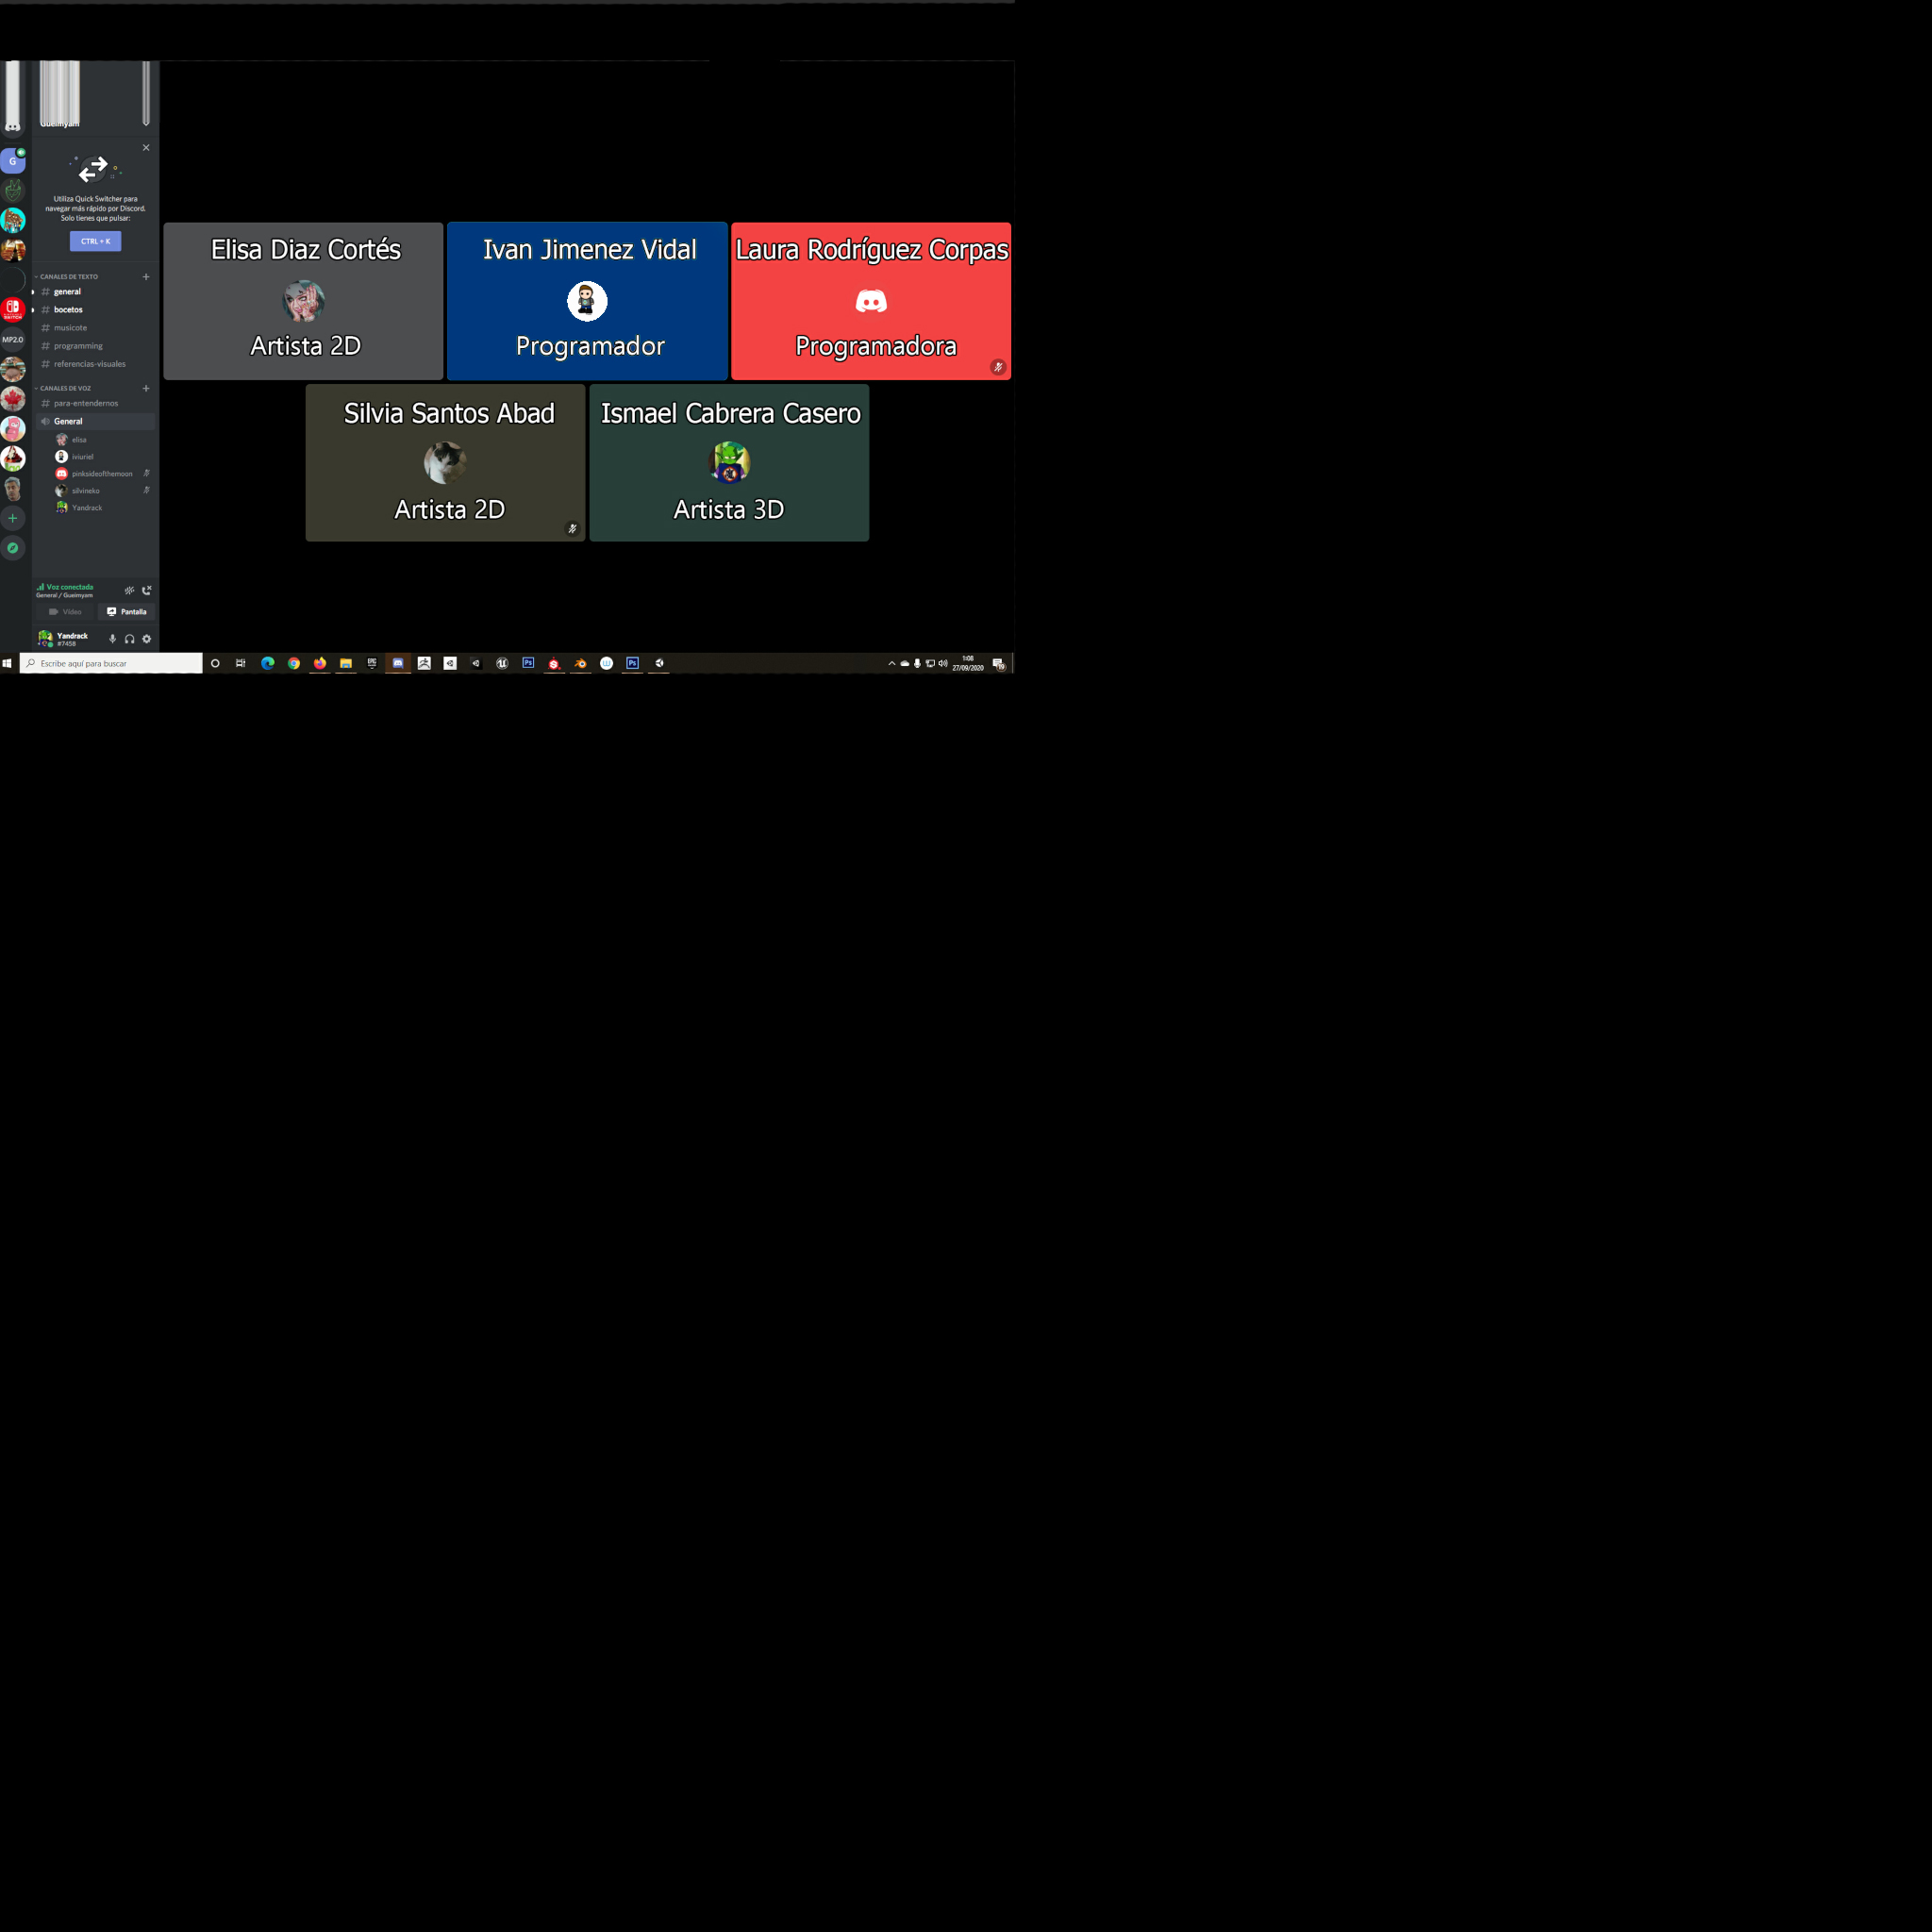 Gueimyam
G
Utiliza Quick Switcher para
navegar más rápido por Discord.
Solo tienes que pulsar:
CTRL + K
CANALES DE TEXTO
# general
# bocetos
# musicote
# programming
# referencias-visuales
MP2.0
CANALES DE VOZ
# para-entendernos
General
elisa
iviuriel
pinksideofthemoon
silvineko
Yandrack
Voz conectada
General / Gueimyam
Vídeo
Pantalla
Yandrack
#7458
Elisa Diaz Cortés
Artista 2D
Ivan Jimenez Vidal
Programador
Laura Rodríguez Corpas
Programadora
Silvia Santos Abad
Artista 2D
Ismael Cabrera Casero
Artista 3D
Escribe aquí para buscar
EPIC
Ps
Ps
1:08
27/09/2020
19